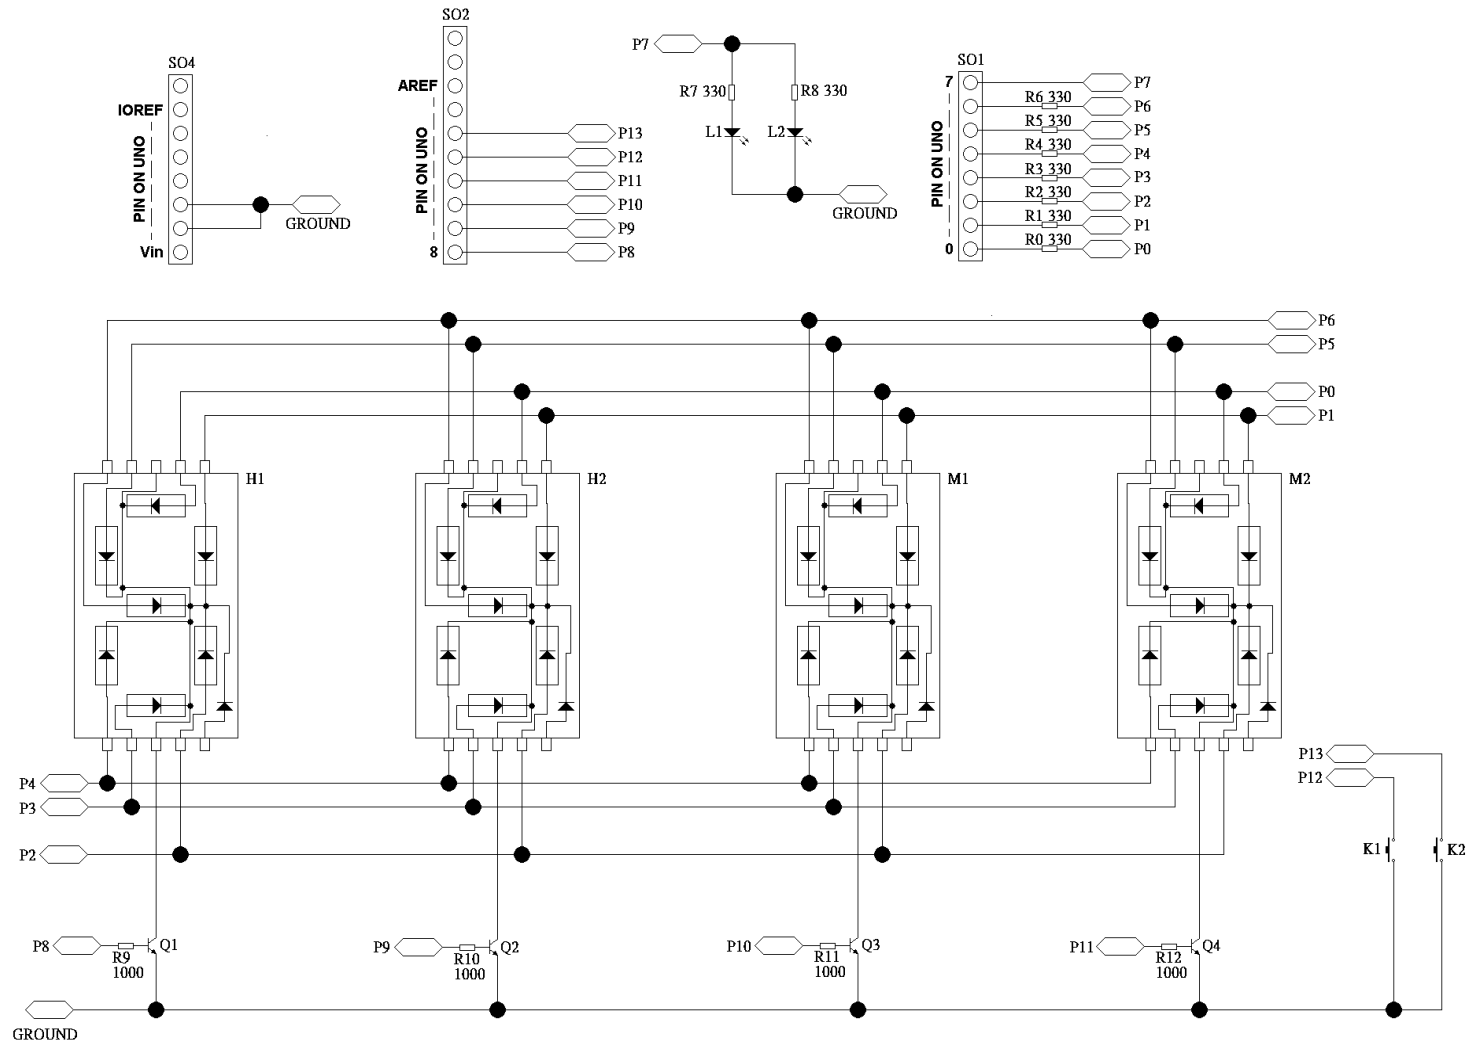 SO4
IOREF
PIN ON UNO
Vin
GROUND
SO2
AREF
PIN ON UNO
8
P13
P12
P11
P10
P9
P8
P7
R7 330
R8 330
L1
L2
GROUND
SO1
7
PIN ON UNO
0
R6 330
R5 330
R4 330
R3 330
R2 330
R1 330
R0 330
P7
P6
P5
P4
P3
P2
P1
P0
P6
P5
P0
P1
H1
H2
M1
M2
P4
P3
P2
P13
P12
K1
K2
P8
R9
1000
Q1
P9
R10
1000
Q2
P10
R11
1000
Q3
P11
R12
1000
Q4
GROUND